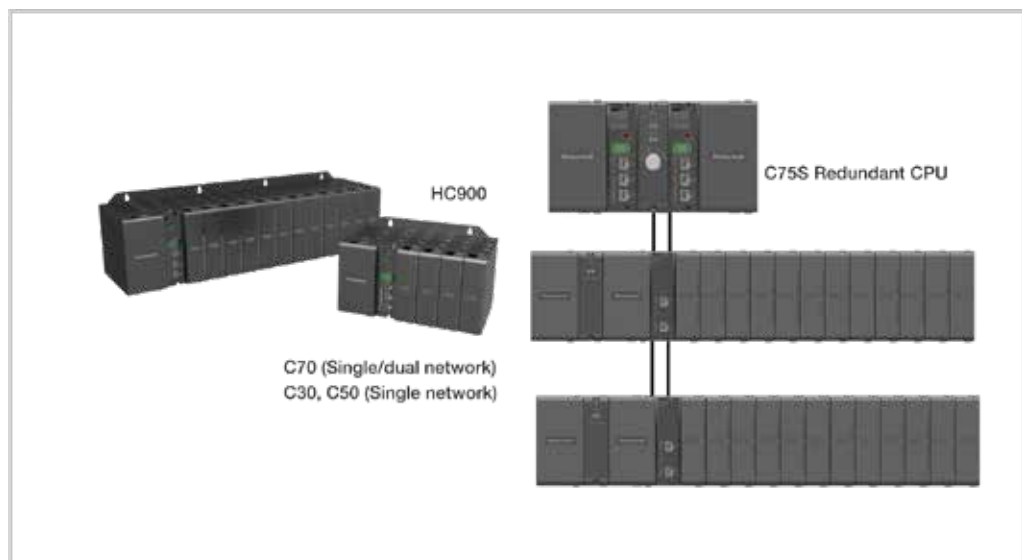 HC900
C70 (Single/dual network)
C30, C50 (Single network)
C75S Redundant CPU